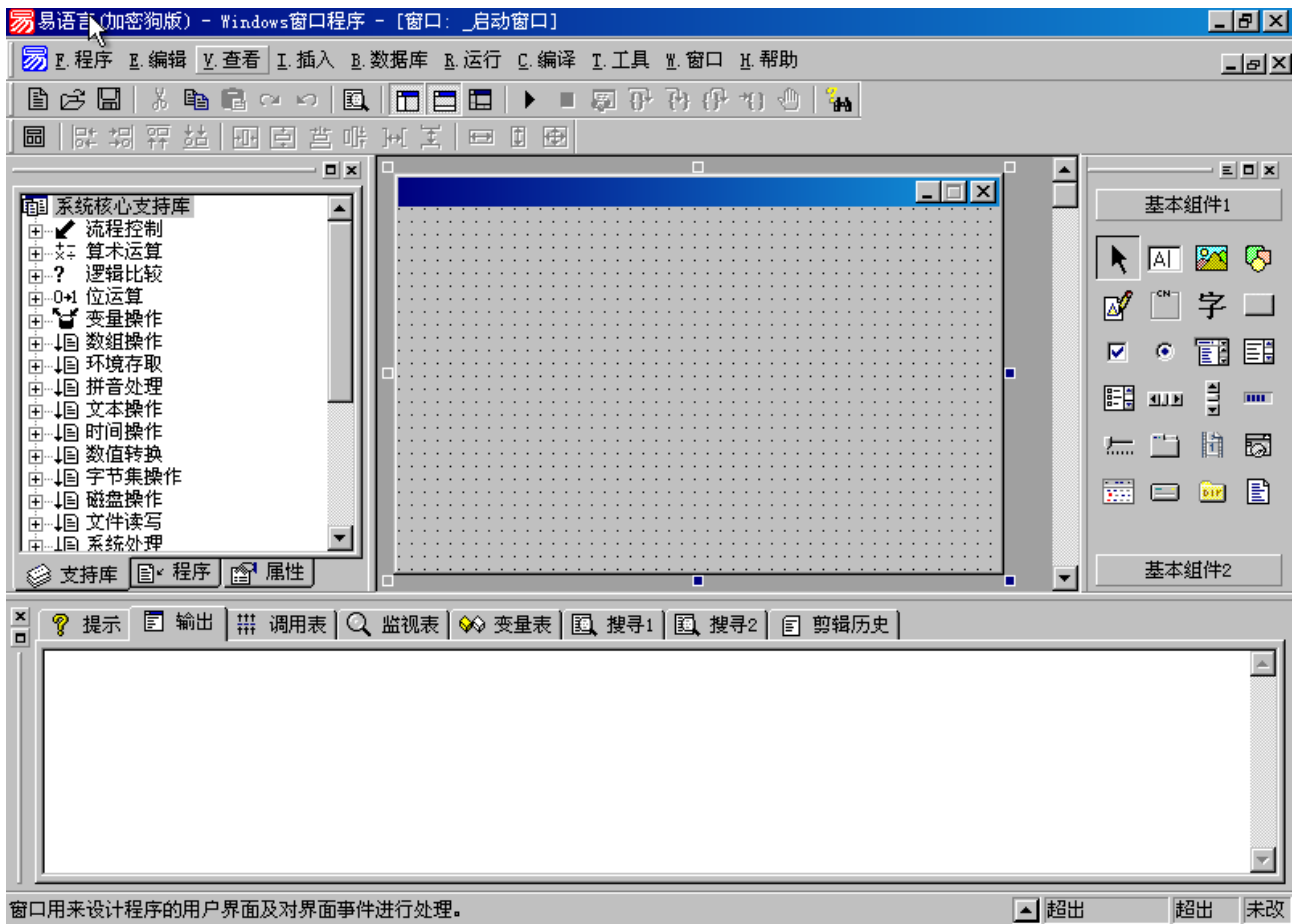 易语言(加密狗版) - Windows窗口程序 - [窗口: _启动窗口]
F.程序 E.编辑 V.查看 I.插入 B.数据库 R.运行 C.编译 T.工具 W.窗口 H.帮助
系统核心支持库
流程控制
算术运算
逻辑比较
位运算
变量操作
数组操作
环境存取
拼音处理
文本操作
时间操作
数值转换
字节集操作
磁盘操作
文件读写
系统处理
支持库 程序 属性
基本组件1
A
CN
字
1
DIR
基本组件2
提示 输出 调用表 监视表 变量表 搜寻1 搜寻2 剪辑历史
窗口用来设计程序的用户界面及对界面事件进行处理。
超出 超出 未改